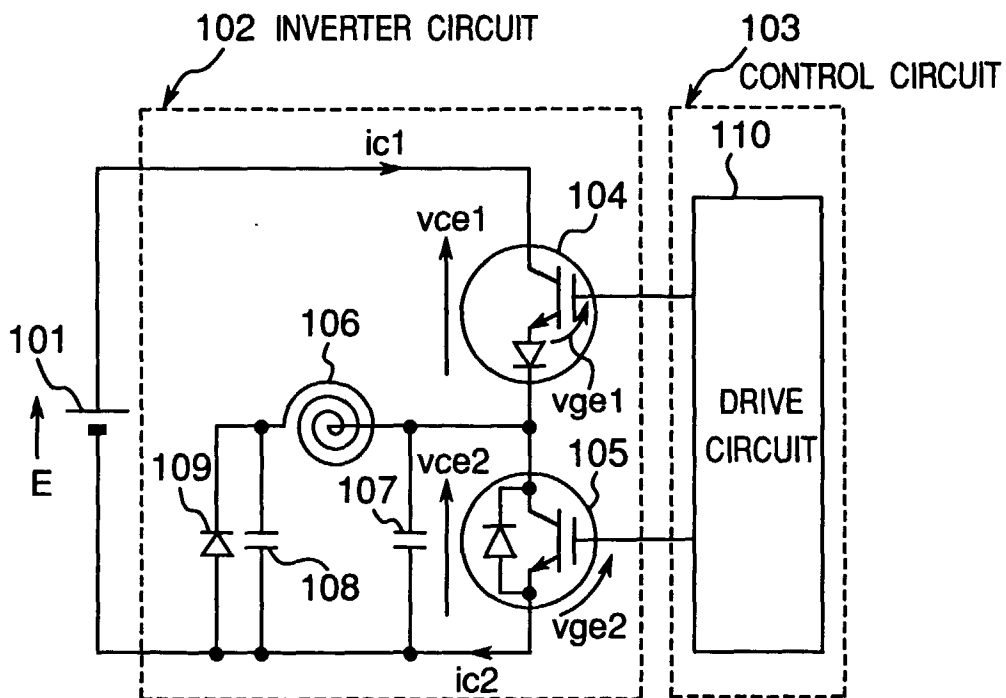 102 INVERTER CIRCUIT
103
CONTROL CIRCUIT
110
ic1
104
vce1
106
101
vge1
DRIVE
CIRCUIT
E
109
107
vce2
105
108
vge2
ic2